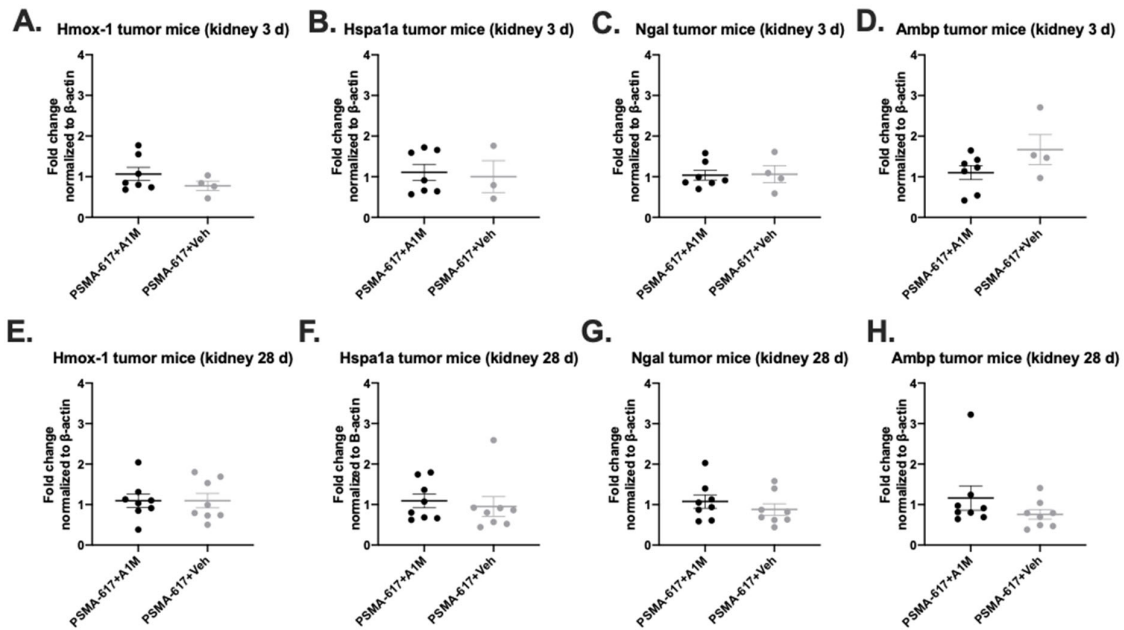 A. Hmox-1 tumor mice (kidney 3 d)
Fold change
normalized to β-actin
4
3
2
1
0
PSMA-617+A1M
PSMA-617+Veh
B. Hspa1a tumor mice (kidney 3 d)
Fold change
normalized to β-actin
4
3
2
1
0
PSMA-617+A1M
PSMA-617+Veh
C. Ngal tumor mice (kidney 3 d)
Fold change
normalized to β-actin
4
3
2
1
0
PSMA-617+A1M
PSMA-617+Veh
D. Ambp tumor mice (kidney 3 d)
Fold change
normalized to β-actin
4
3
2
1
0
PSMA-617+A1M
PSMA-617+Veh
E. Hmox-1 tumor mice (kidney 28 d)
Fold change
normalized to β-actin
4
3
2
1
0
PSMA-617+A1M
PSMA-617+Veh
F. Hspa1a tumor mice (kidney 28 d)
Fold change
normalized to B-actin
4
3
2
1
0
PSMA-617+A1M
PSMA-617+Veh
G. Ngal tumor mice (kidney 28 d)
Fold change
normalized to β-actin
4
3
2
1
0
PSMA-617+A1M
PSMA-617+Veh
H. Ambp tumor mice (kidney 28 d)
Fold change
normalized to β-actin
4
3
2
1
0
PSMA-617+A1M
PSMA-617+Veh